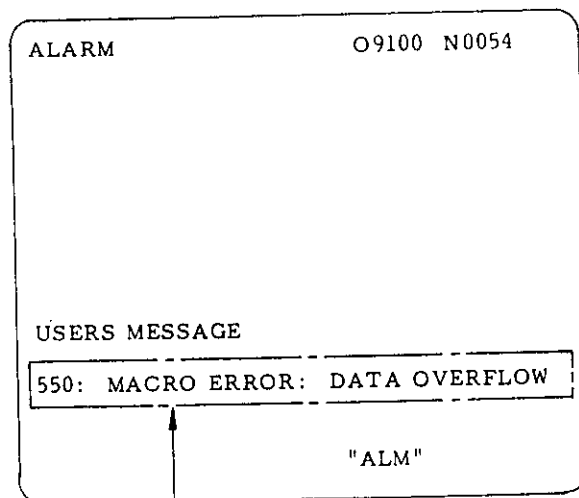 ALARM O9100 N0054
USERS MESSAGE
550: MACRO ERROR: DATA OVERFLOW
"ALM"